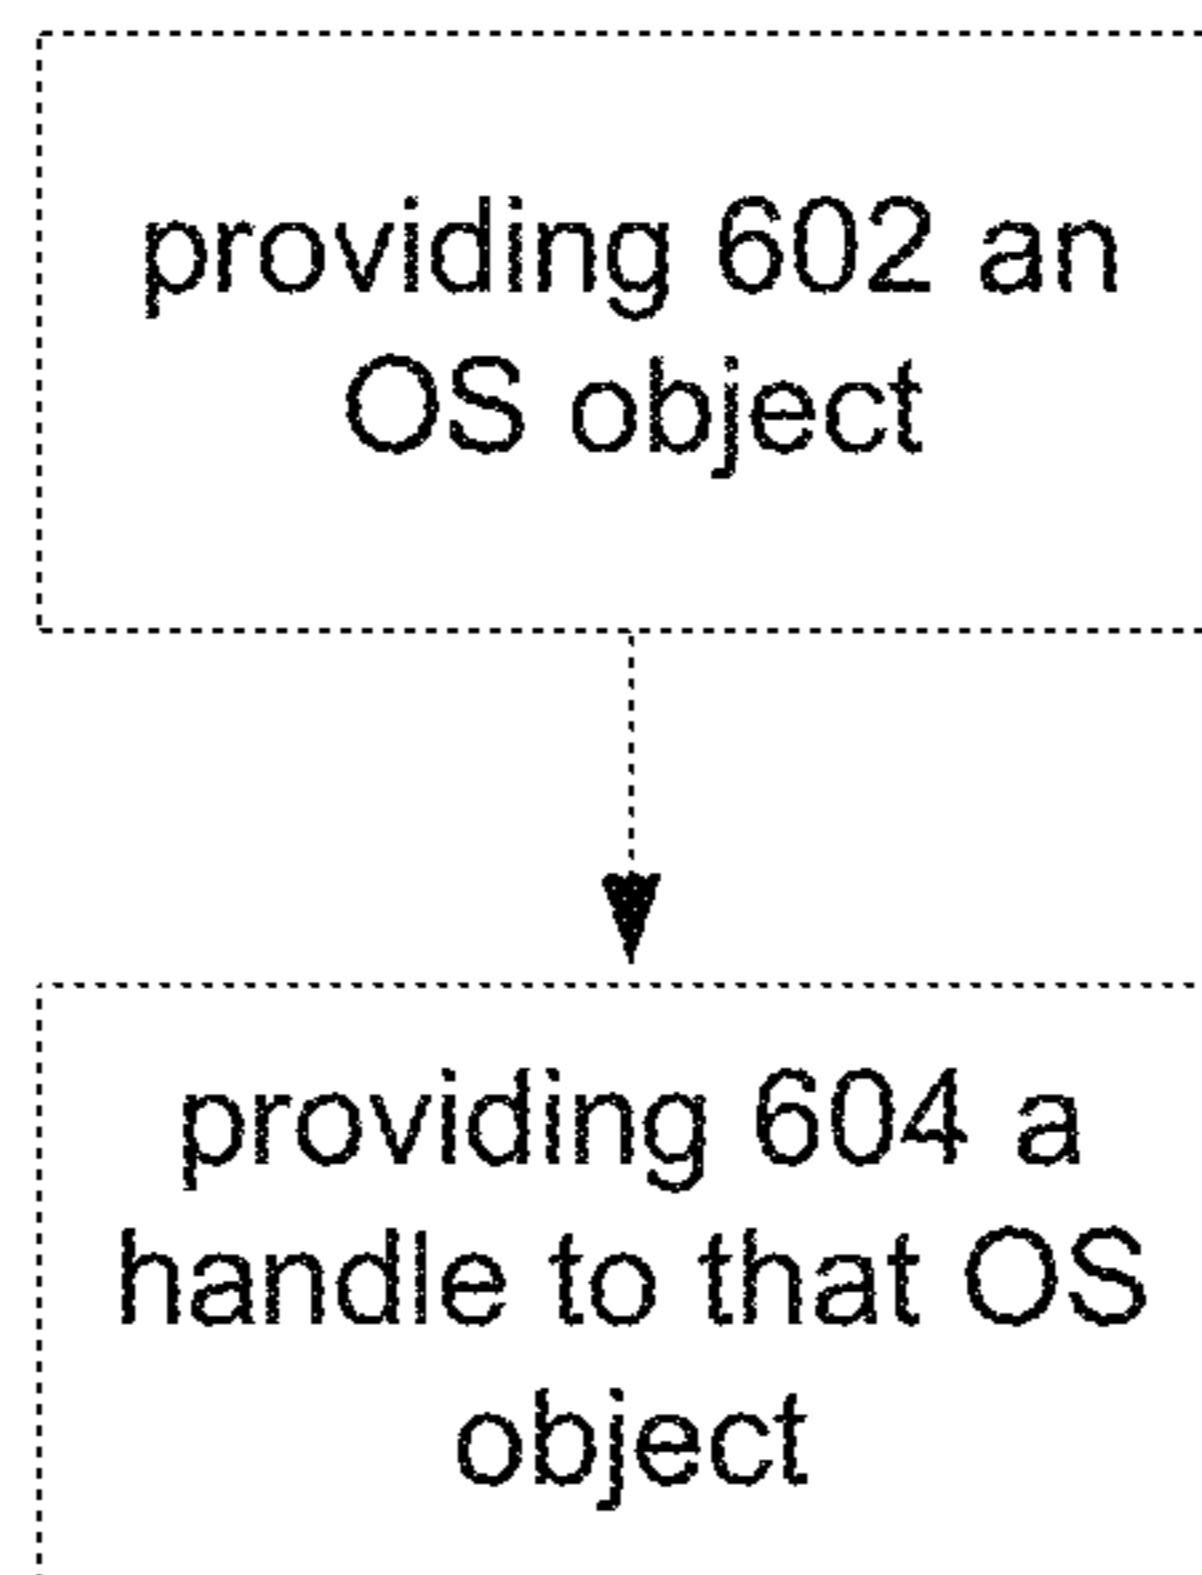 providing 602 an
OS object
providing 604 a
handle to that OS
object